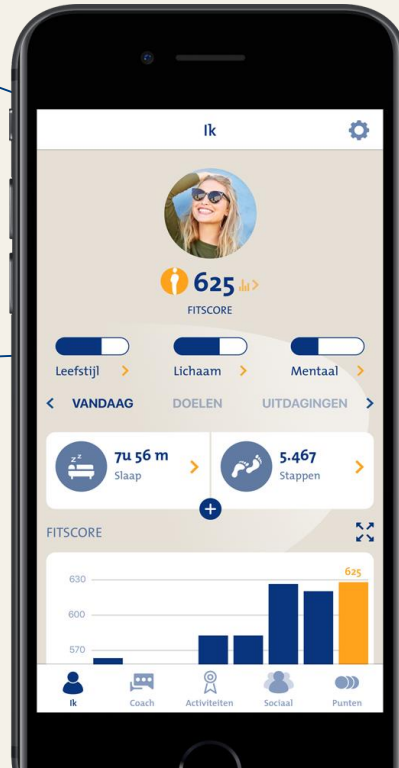 Ik
625
FITSCORE
Leefstijl
Lichaam
Mentaal
VANDAAG
DOELEN
UITDAGINGEN
7u 56 m
Slaap
5.467
Stappen
FITSCORE
625
630
600
570
Ik
Coach
Activiteiten
Sociaal
Punten